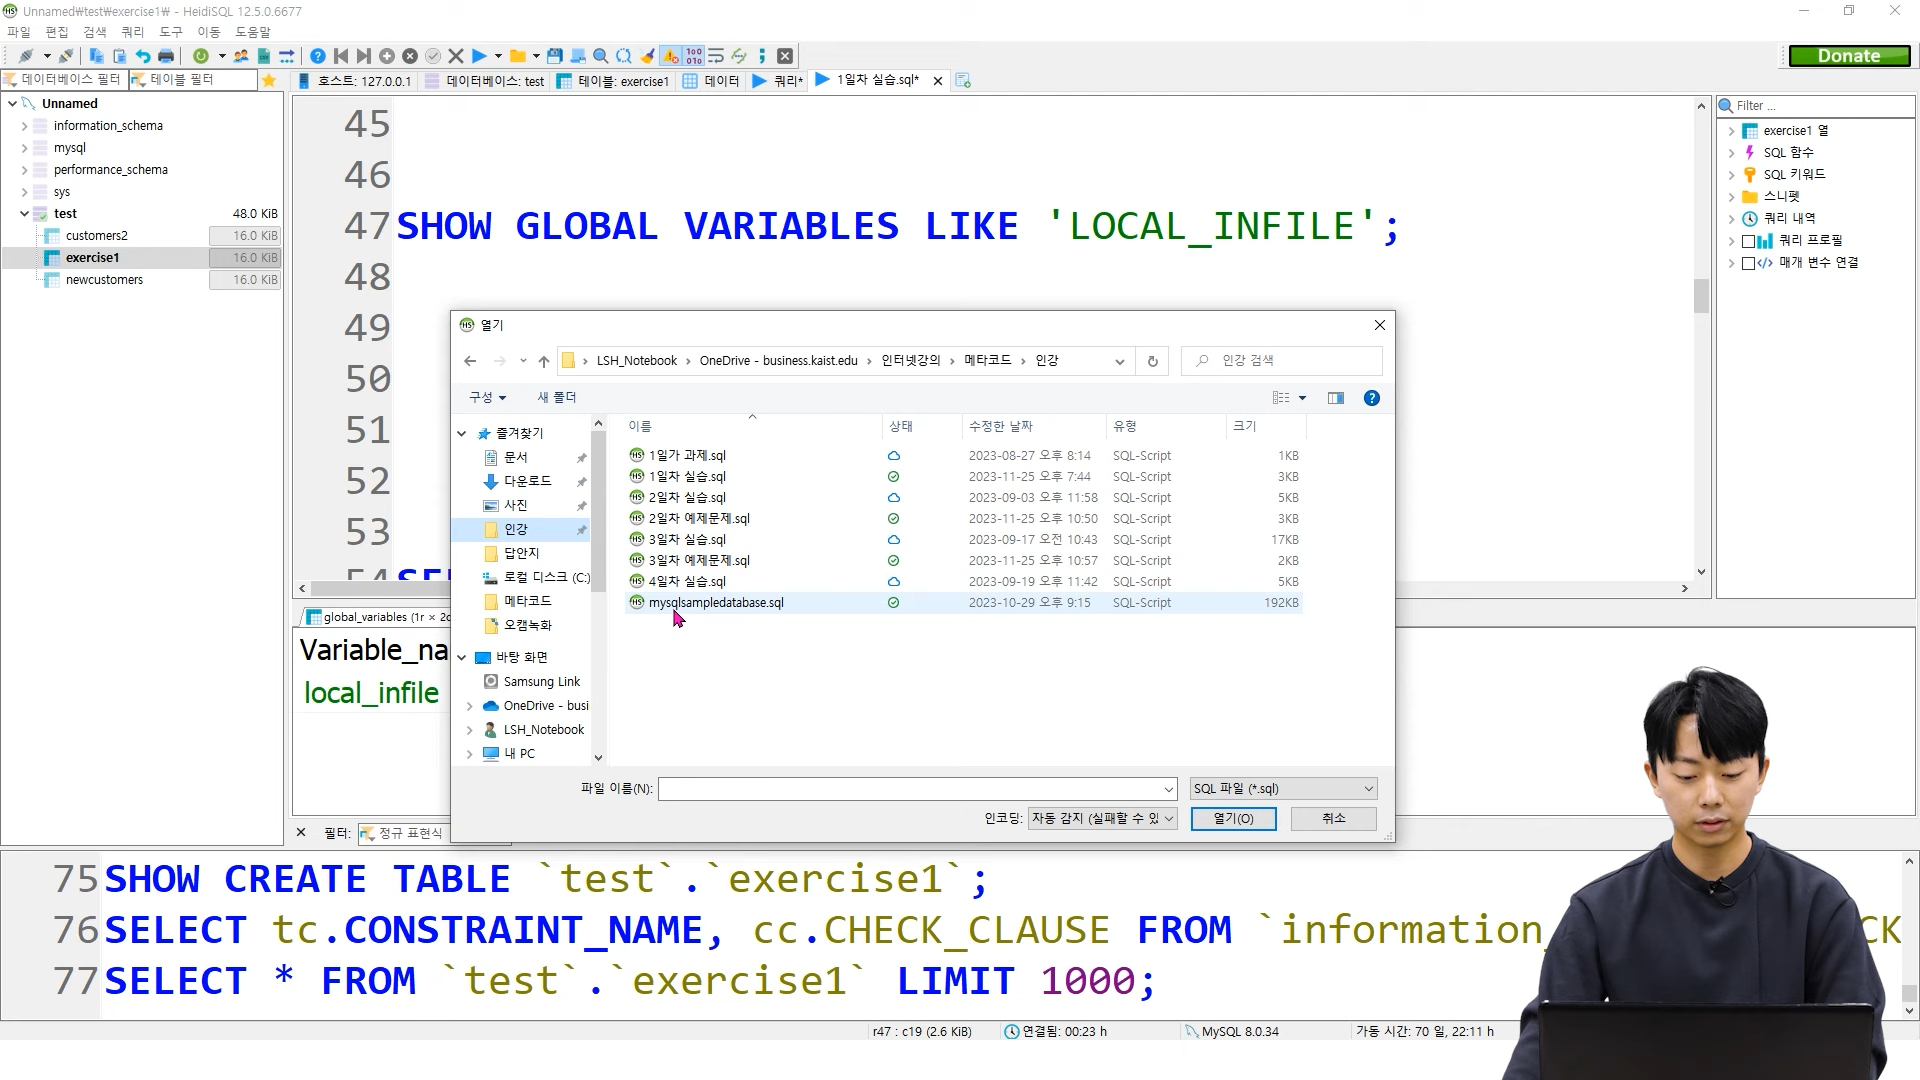 Unnamed₩test₩exercise1₩ - HeidiSQL 12.5.0.6677
파일 편집 검색 쿼리 도구 이동 도움말
Donate
데이터베이스 필터 테이블 필터
호스트: 127.0.0.1 데이터베이스: test 테이블: exercise1 데이터 쿼리* 1일차 실습.sql*
Unnamed
information_schema
mysql
performance_schema
sys
test 48.0 KiB
customers2 16.0 KiB
exercise1 16.0 KiB
newcustomers 16.0 KiB
45
46
47 SHOW GLOBAL VARIABLES LIKE 'LOCAL_INFILE';
48
49
50
51
52
53
Filter ...
exercise1 열
SQL 함수
SQL 키워드
스니펫
쿼리 내역
쿼리 프로필
매개 변수 연결
열기
LSH_Notebook › OneDrive - business.kaist.edu › 인터넷강의 › 메타코드 › 인강
인강 검색
구성 새 폴더
즐겨찾기
문서
다운로드
사진
인강
답안지
로컬 디스크 (C:)
메타코드
오캠녹화
바탕 화면
Samsung Link
OneDrive - busi
LSH_Notebook
내 PC
이름 상태 수정한 날짜 유형 크기
1일가 과제.sql 2023-08-27 오후 8:14 SQL-Script 1KB
1일차 실습.sql 2023-11-25 오후 7:44 SQL-Script 3KB
2일차 실습.sql 2023-09-03 오후 11:58 SQL-Script 5KB
2일차 예제문제.sql 2023-11-25 오후 10:50 SQL-Script 3KB
3일차 실습.sql 2023-09-17 오전 10:43 SQL-Script 17KB
3일차 예제문제.sql 2023-11-25 오후 10:57 SQL-Script 2KB
4일차 실습.sql 2023-09-19 오후 11:42 SQL-Script 5KB
mysqlsampledatabase.sql 2023-10-29 오후 9:15 SQL-Script 192KB
파일 이름(N): SQL 파일 (*.sql)
인코딩: 자동 감지 (실패할 수 있 열기(O) 취소
global_variables (1r × 2c
Variable_na
local_infile
필터: 정규 표현식
75 SHOW CREATE TABLE `test`.`exercise1`;
76 SELECT tc.CONSTRAINT_NAME, cc.CHECK_CLAUSE FROM `information_ CK
77 SELECT * FROM `test`.`exercise1` LIMIT 1000;
r47 : c19 (2.6 KiB) 연결됨: 00:23 h MySQL 8.0.34 가동 시간: 70 일, 22:11 h